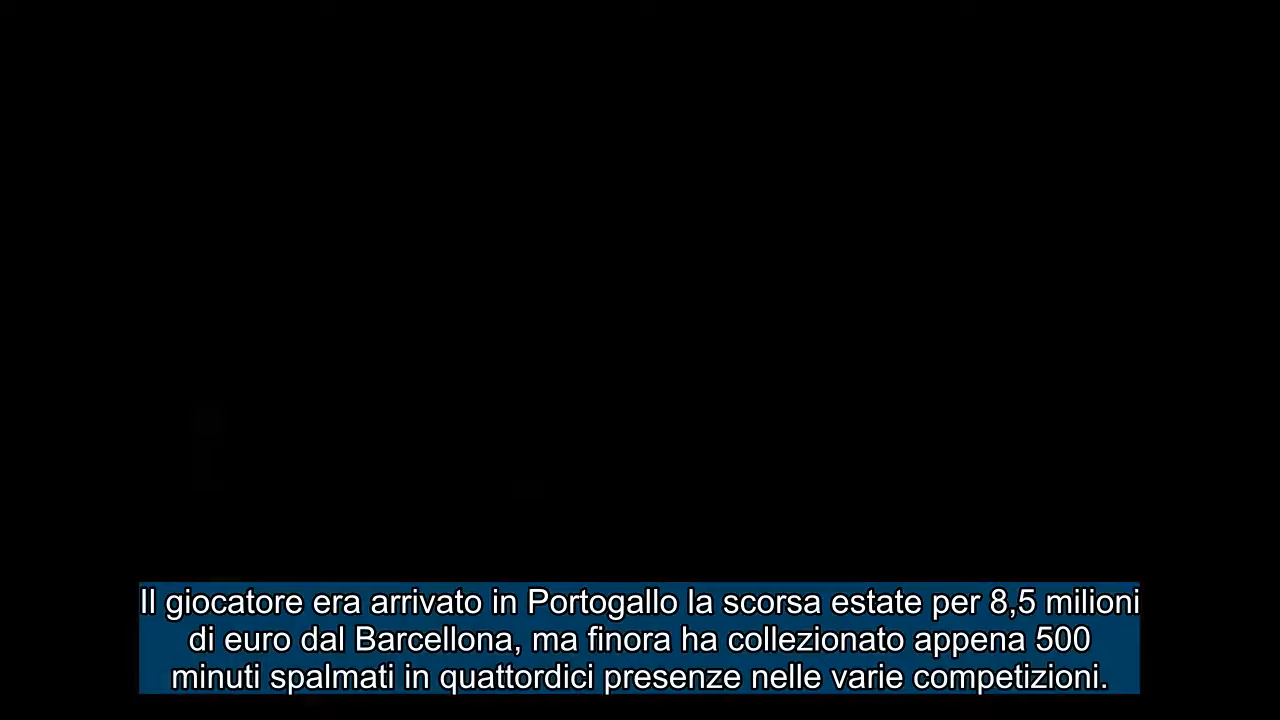 Il giocatore era arrivato in Portogallo la scorsa estate per 8,5 milioni
di euro dal Barcellona, ma finora ha collezionato appena 500
minuti spalmati in quattordici presenze nelle varie competizioni.